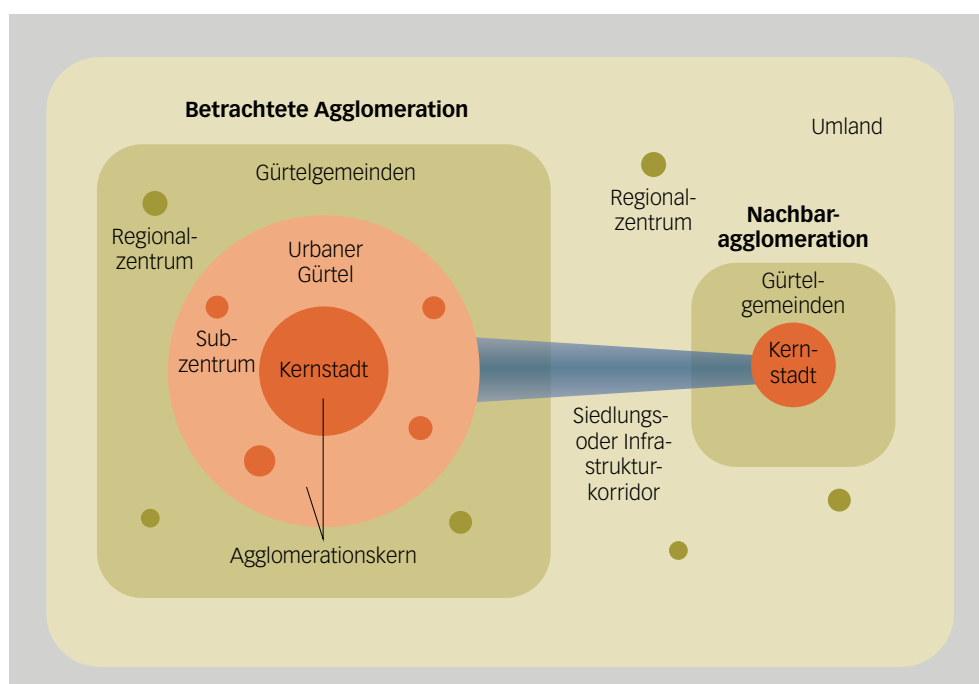 Betrachtete Agglomeration
Umland
Gürtelgemeinden
Regional-
zentrum
Urbaner
Gürtel
Sub-
zentrum
Kernstadt
Agglomerationskern
Regional-
zentrum
Nachbar-
agglomeration
Gürtel-
gemeinden
Kern-
stadt
Siedlungs-
oder Infra-
struktur-
korridor